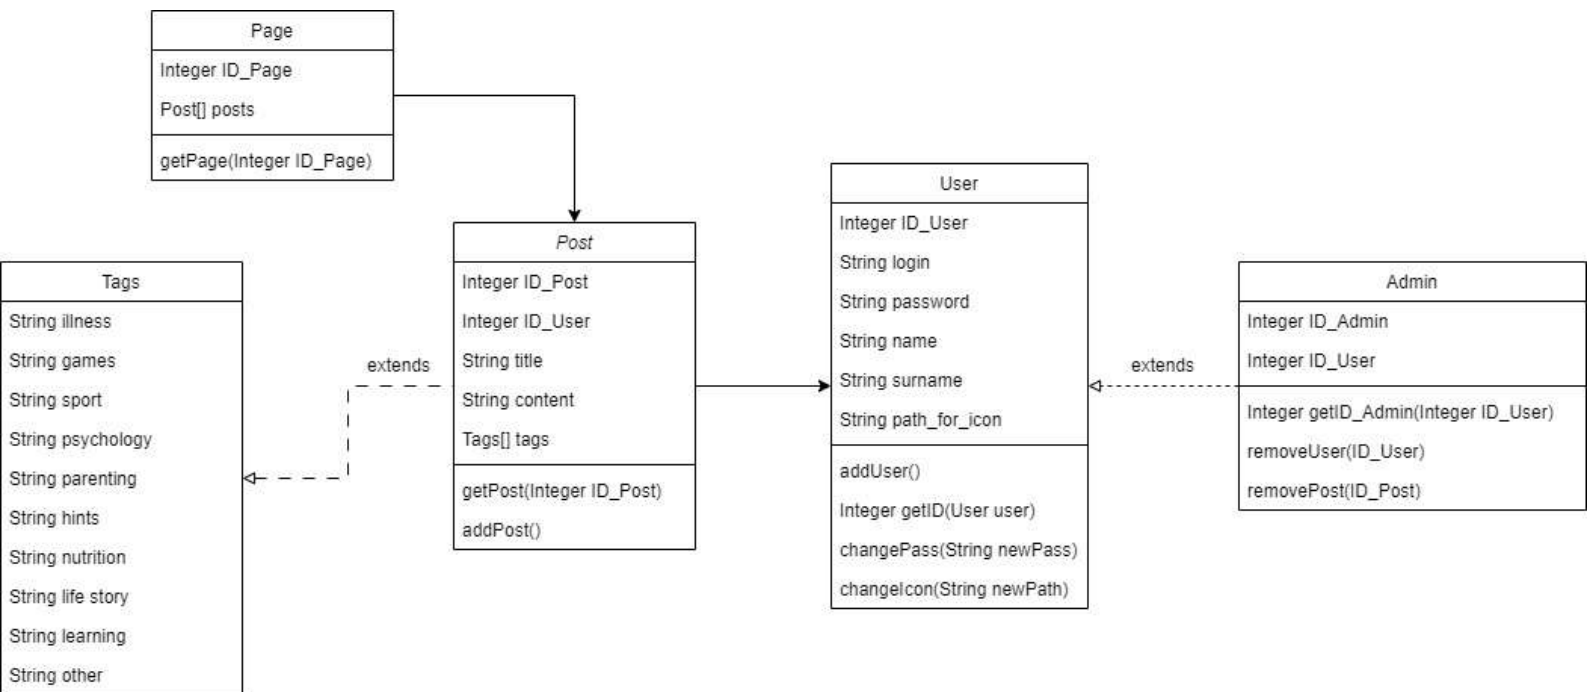 Page
Integer ID_Page
Post[] posts
getPage(Integer ID_Page)
Tags
String illness
String games
String sport
String psychology
String parenting
String hints
String nutrition
String life story
String learning
String other
extends
Post
Integer ID_Post
Integer ID_User
String title
String content
Tags[] tags
getPost(Integer ID_Post)
addPost()
User
Integer ID_User
String login
String password
String name
String surname
String path_for_icon
addUser()
Integer getID(User user)
changePass(String newPass)
changeIcon(String newPath)
extends
Admin
Integer ID_Admin
Integer ID_User
Integer getID_Admin(Integer ID_User)
removeUser(ID_User)
removePost(ID_Post)